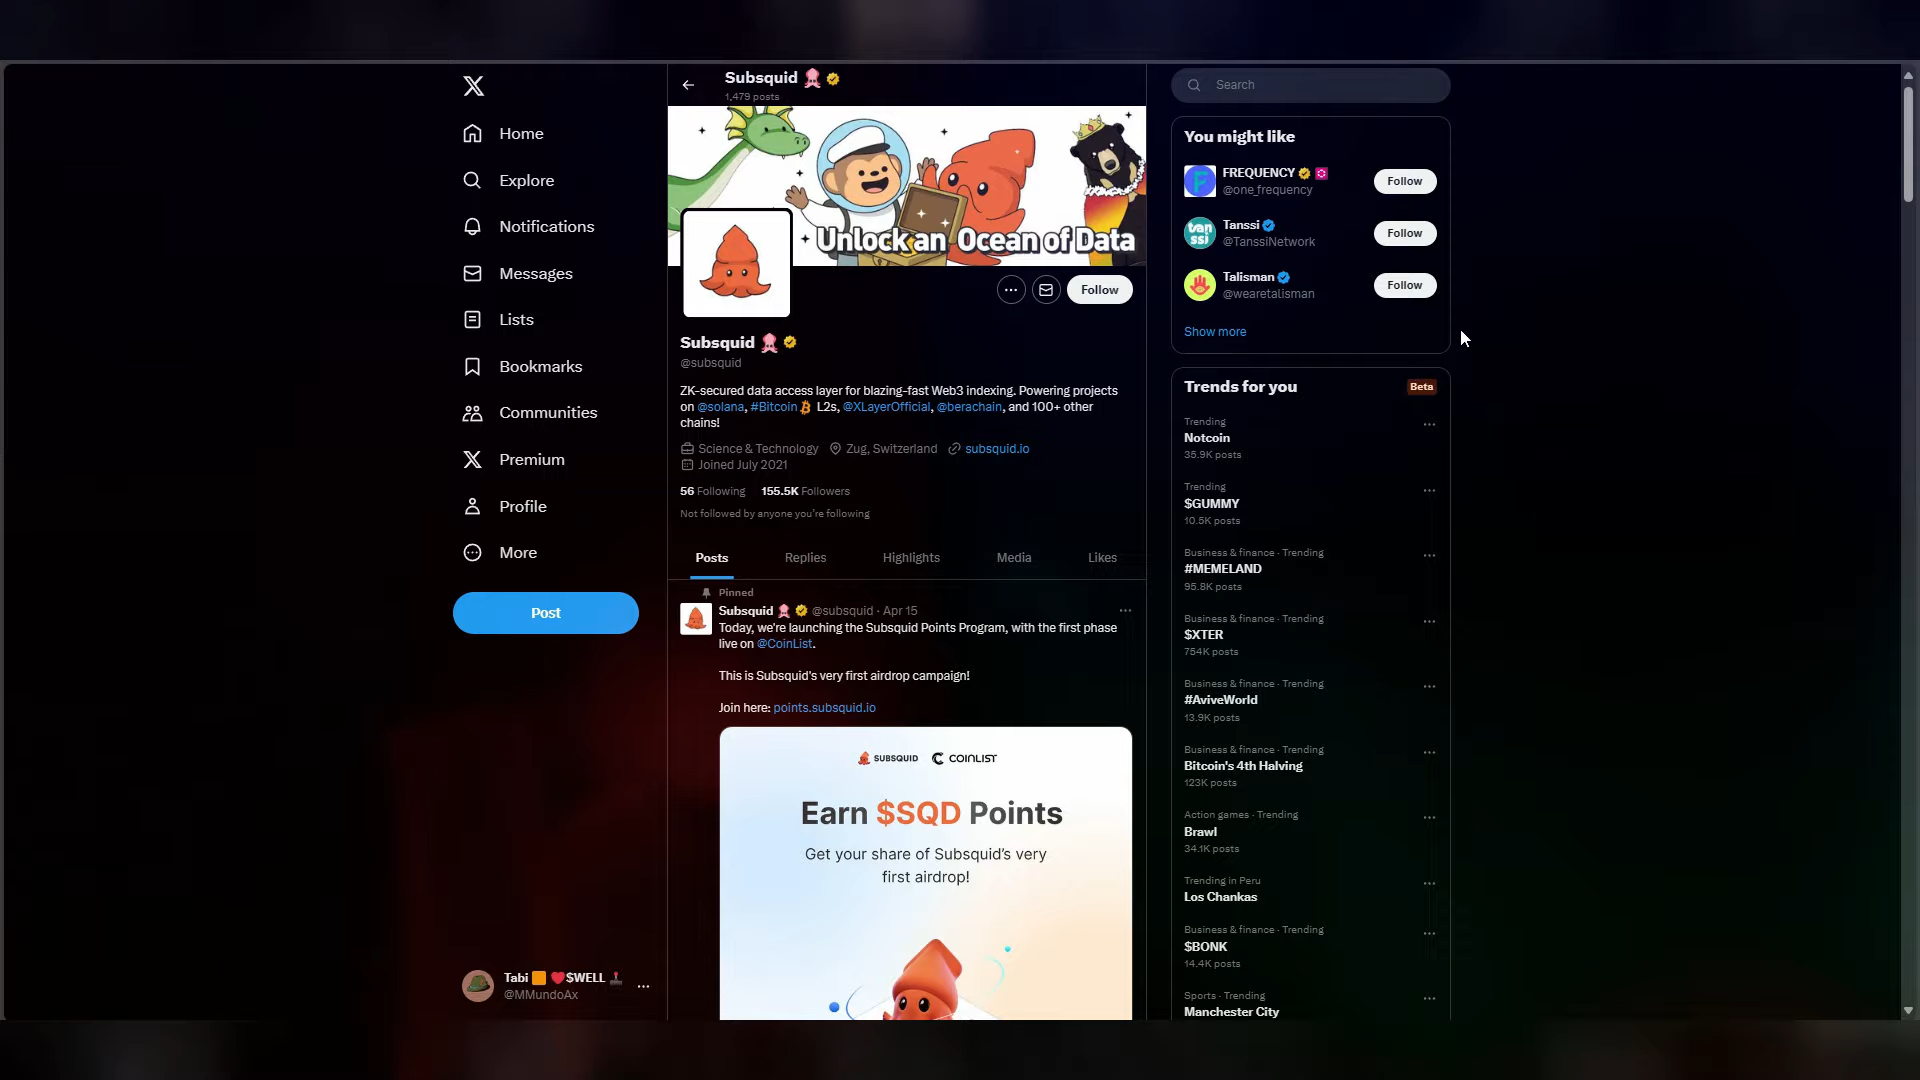 Home
Explore
Notifications
Messages
Lists
Bookmarks
Communities
Premium
Profile
More
Post
Tabi 🟧 ❤️$WELL 🕹️
@MMundoAx
Subsquid
1,479 posts
Unlock an Ocean of Data
Follow
Subsquid
@subsquid
ZK-secured data access layer for blazing-fast Web3 indexing. Powering projects
on @solana, #Bitcoin L2s, @XLayerOfficial, @berachain, and 100+ other
chains!
Science & Technology Zug, Switzerland subsquid.io
Joined July 2021
56 Following 155.5K Followers
Not followed by anyone you're following
Posts Replies Highlights Media Likes
Pinned
Subsquid @subsquid · Apr 15
Today, we're launching the Subsquid Points Program, with the first phase
live on @CoinList.
This is Subsquid's very first airdrop campaign!
Join here: points.subsquid.io
SUBSQUID COINLIST
Earn $SQD Points
Get your share of Subsquid's very
first airdrop!
Search
You might like
FREQUENCY
@one_frequency
Follow
tan
ssi
Tanssi
@TanssiNetwork
Follow
Talisman
@wearetalisman
Follow
Show more
Trends for you Beta
Trending
Notcoin
35.9K posts
Trending
$GUMMY
10.5K posts
Business & finance · Trending
#MEMELAND
95.8K posts
Business & finance · Trending
$XTER
754K posts
Business & finance · Trending
#AviveWorld
13.9K posts
Business & finance · Trending
Bitcoin's 4th Halving
123K posts
Action games · Trending
Brawl
34.1K posts
Trending in Peru
Los Chankas
Business & finance · Trending
$BONK
14.4K posts
Sports · Trending
Manchester City